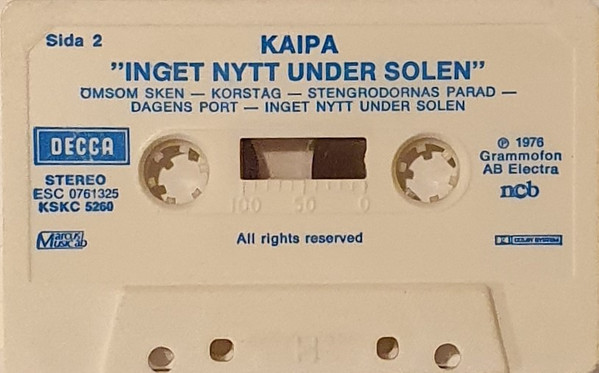 Sida 2
KAIPA
"INGET NYTT UNDER SOLEN"
ÖMSOM SKEN — KORSTÅG — STENGRODORNAS PARAD —
DAGENS PORT — INGET NYTT UNDER SOLEN
DECCA
STEREO
ESC 0761325
KSKC 5260
Marcus Music ab
100 50 0
All rights reserved
℗ 1976
Grammofon
AB Electra
ncb
DOLBY SYSTEM